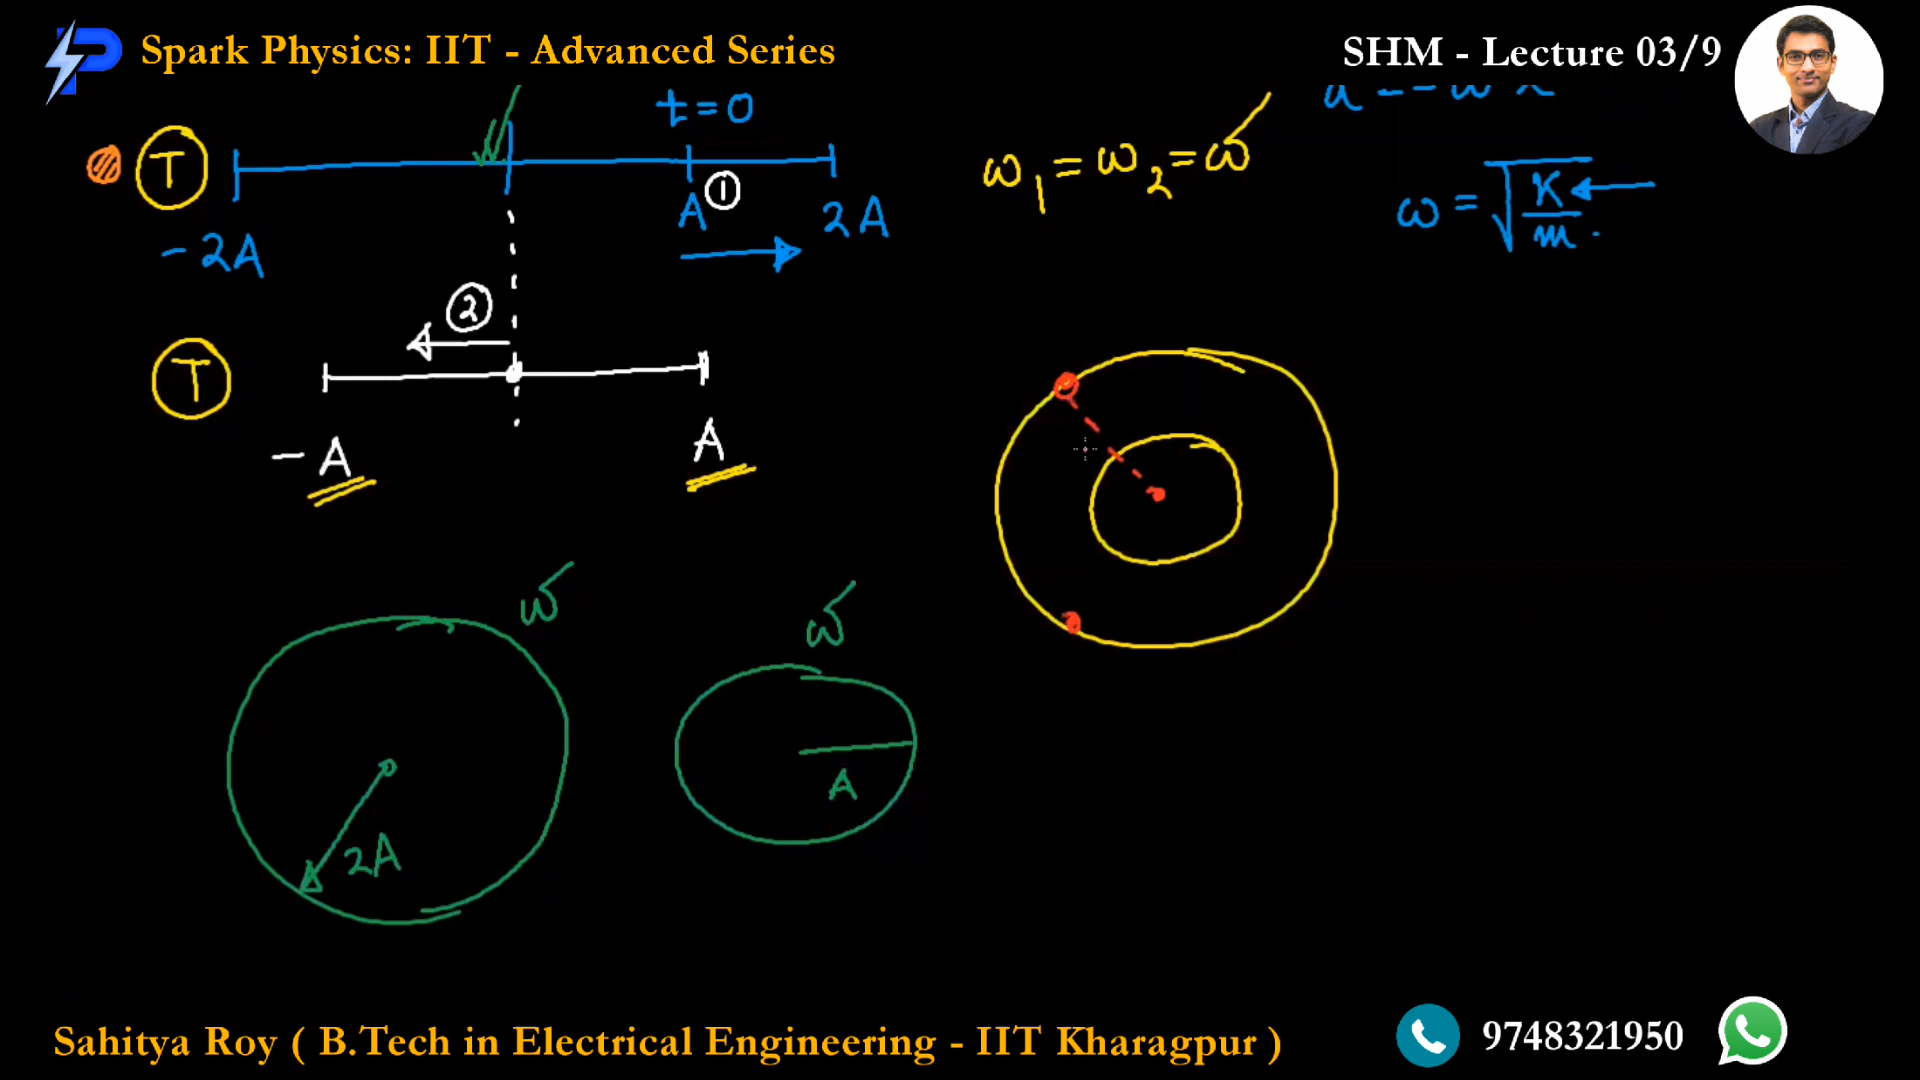 Spark Physics: IIT - Advanced Series
SHM - Lecture 03/9
t = 0
T
A ①
- 2A
2A
ω₁ = ω₂ = ω
ω = √(K/m)
②
T
- A
A
ω
ω
2A
A
Sahitya Roy ( B.Tech in Electrical Engineering - IIT Kharagpur )
9748321950